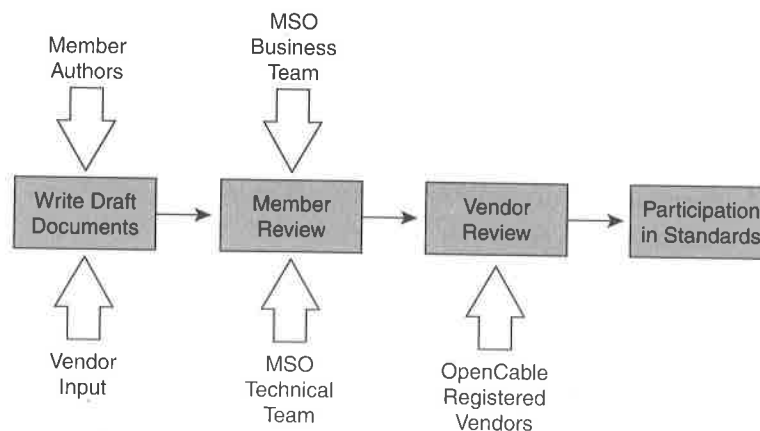 Member
Authors
MSO
Business
Team
Write Draft
Documents
Member
Review
Vendor
Review
Participation
in Standards
Vendor
Input
MSO
Technical
Team
OpenCable
Registered
Vendors